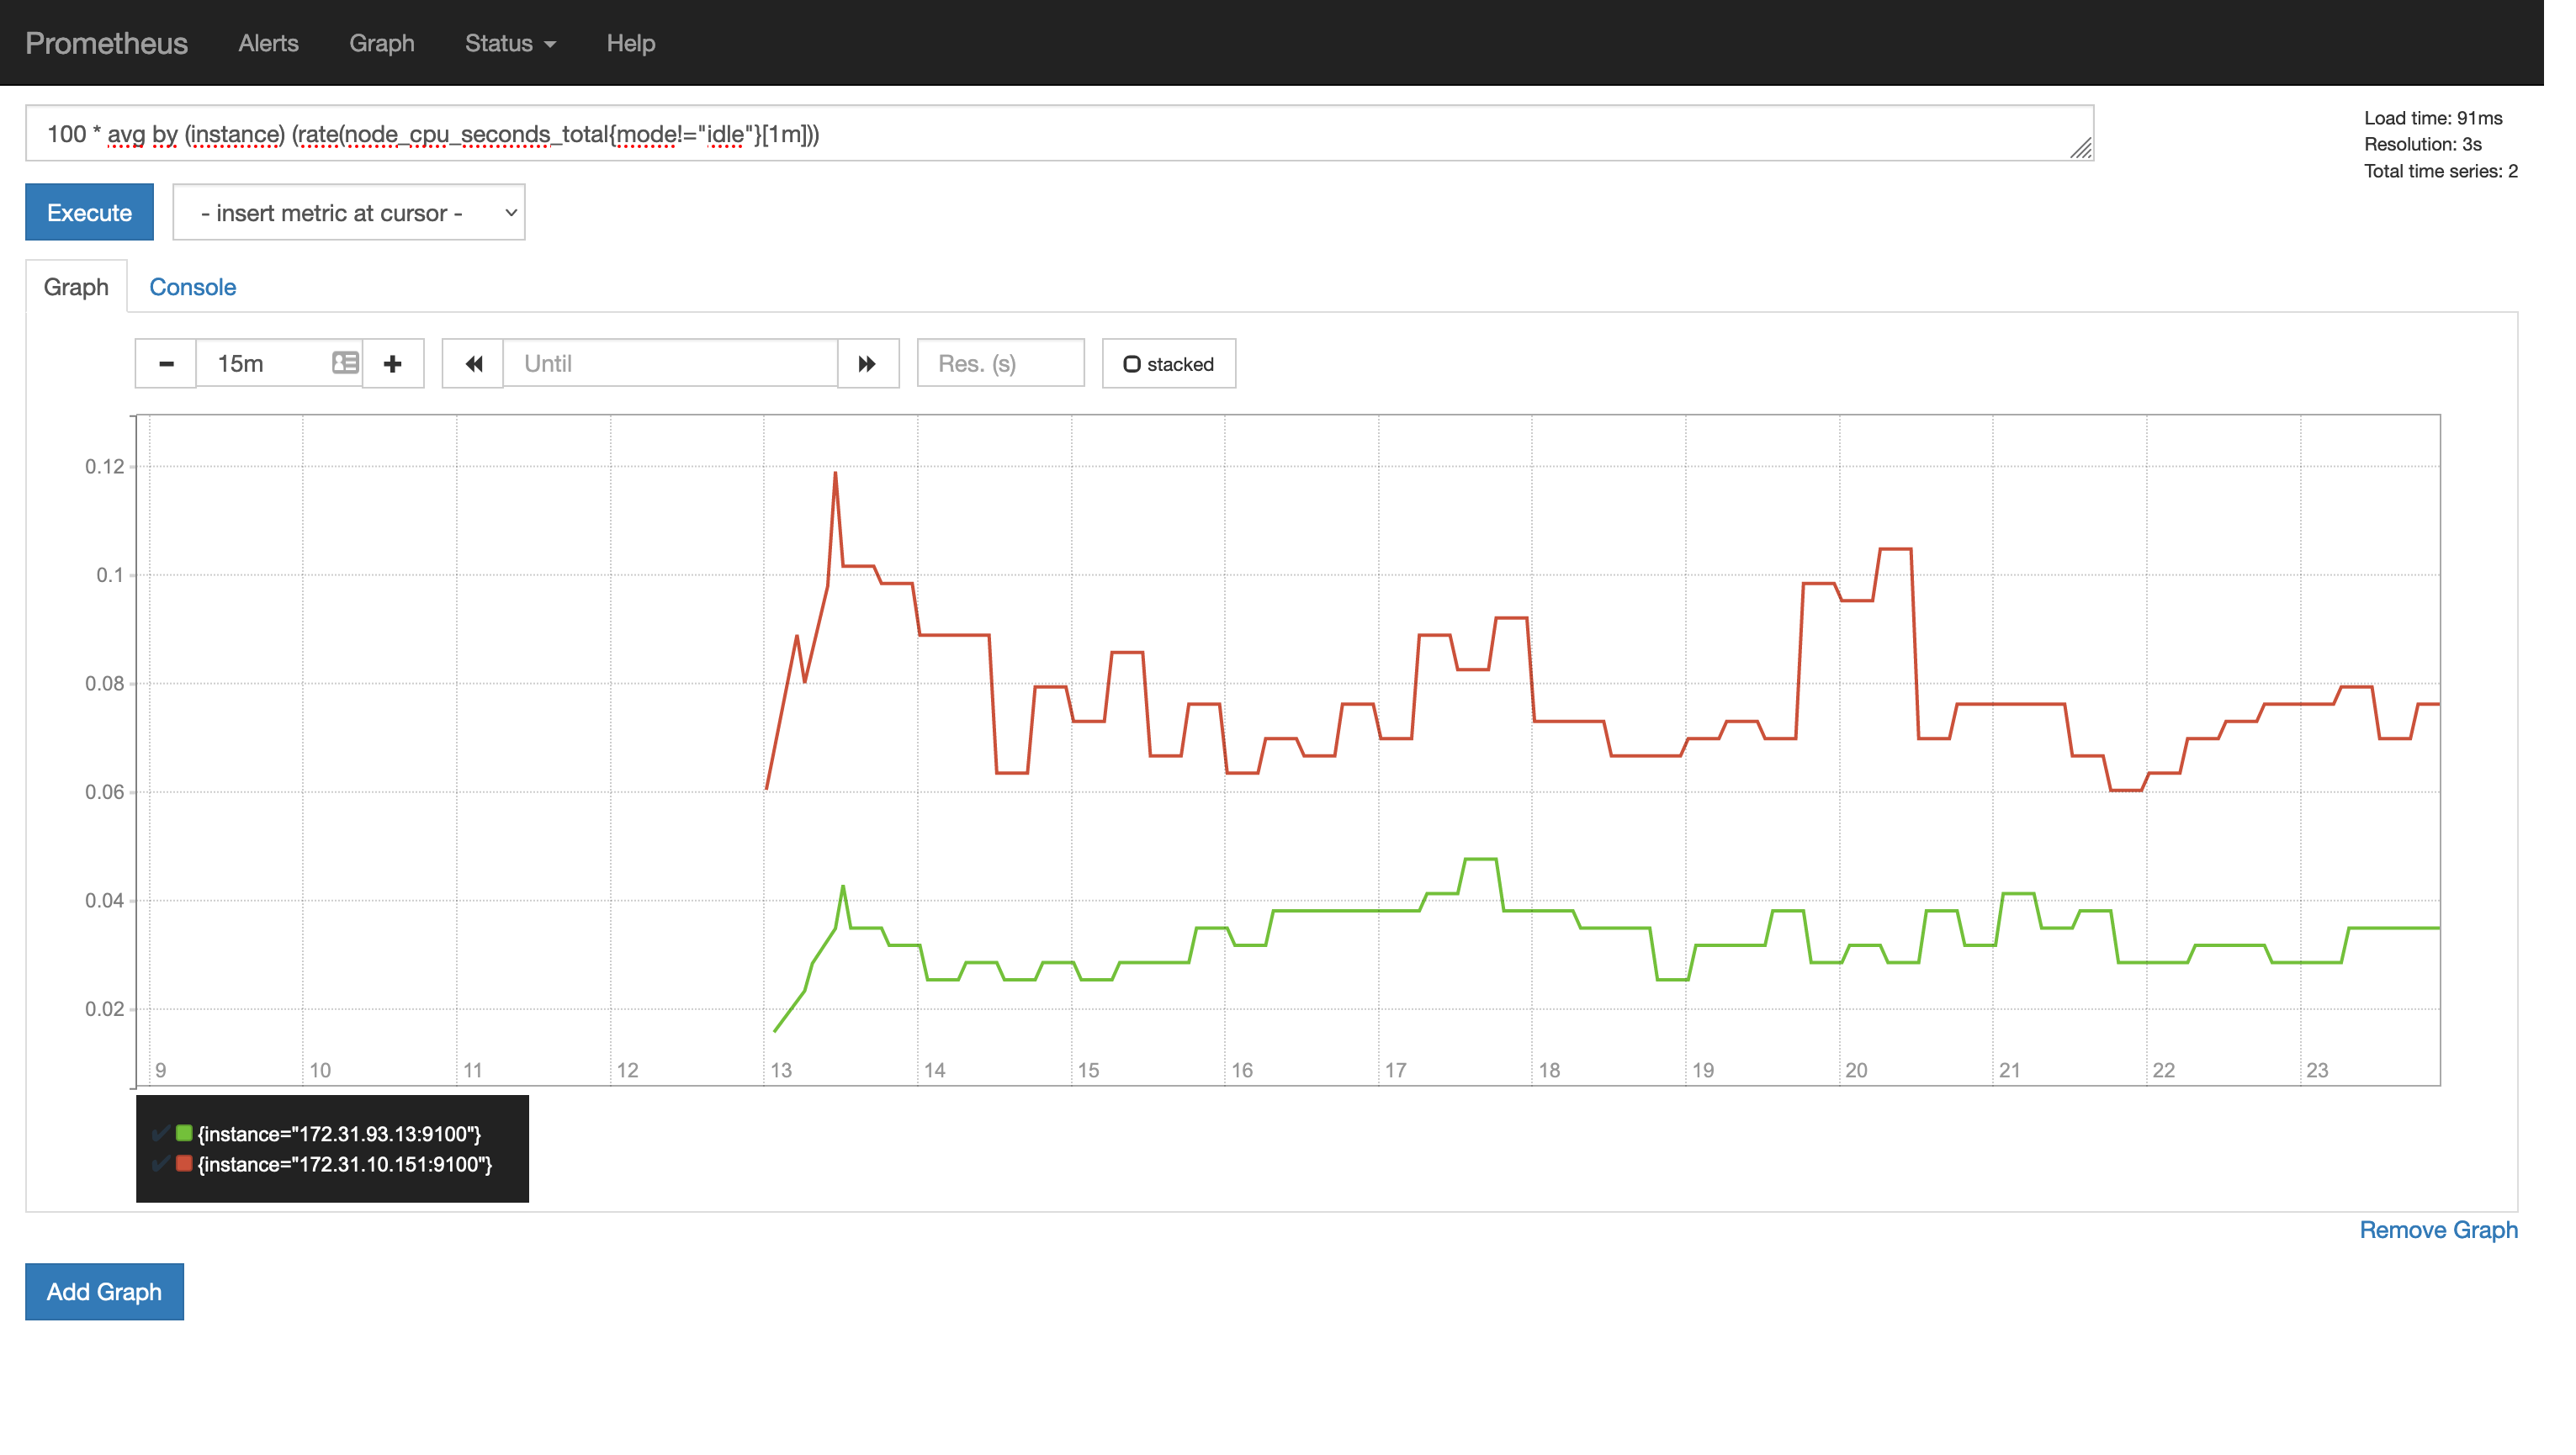 Prometheus Alerts Graph Status Help
100 * avg by (instance) (rate(node_cpu_seconds_total{mode!="idle"}[1m]))
Load time: 91ms
Resolution: 3s
Total time series: 2
Execute - insert metric at cursor -
Graph Console
15m Until Res. (s) stacked
0.12
0.1
0.08
0.06
0.04
0.02
9 10 11 12 13 14 15 16 17 18 19 20 21 22 23
{instance="172.31.93.13:9100"}
{instance="172.31.10.151:9100"}
Remove Graph
Add Graph